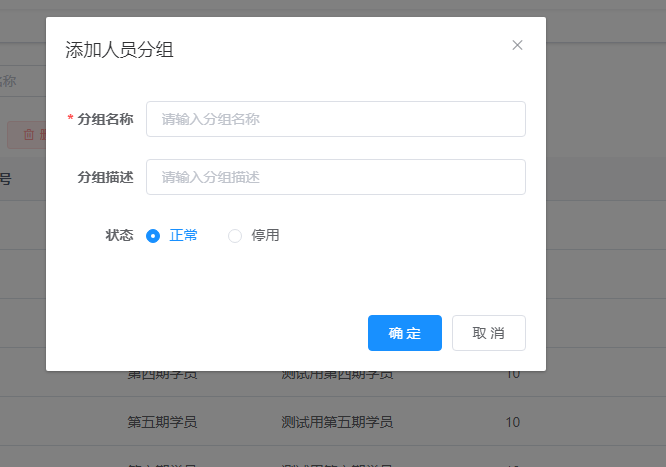 添加人员分组
名称
* 分组名称 请输入分组名称
号
分组描述 请输入分组描述
状态 正常 停用
确 定 取 消
第四期学员 测试用第四期学员 10
第五期学员 测试用第五期学员 10